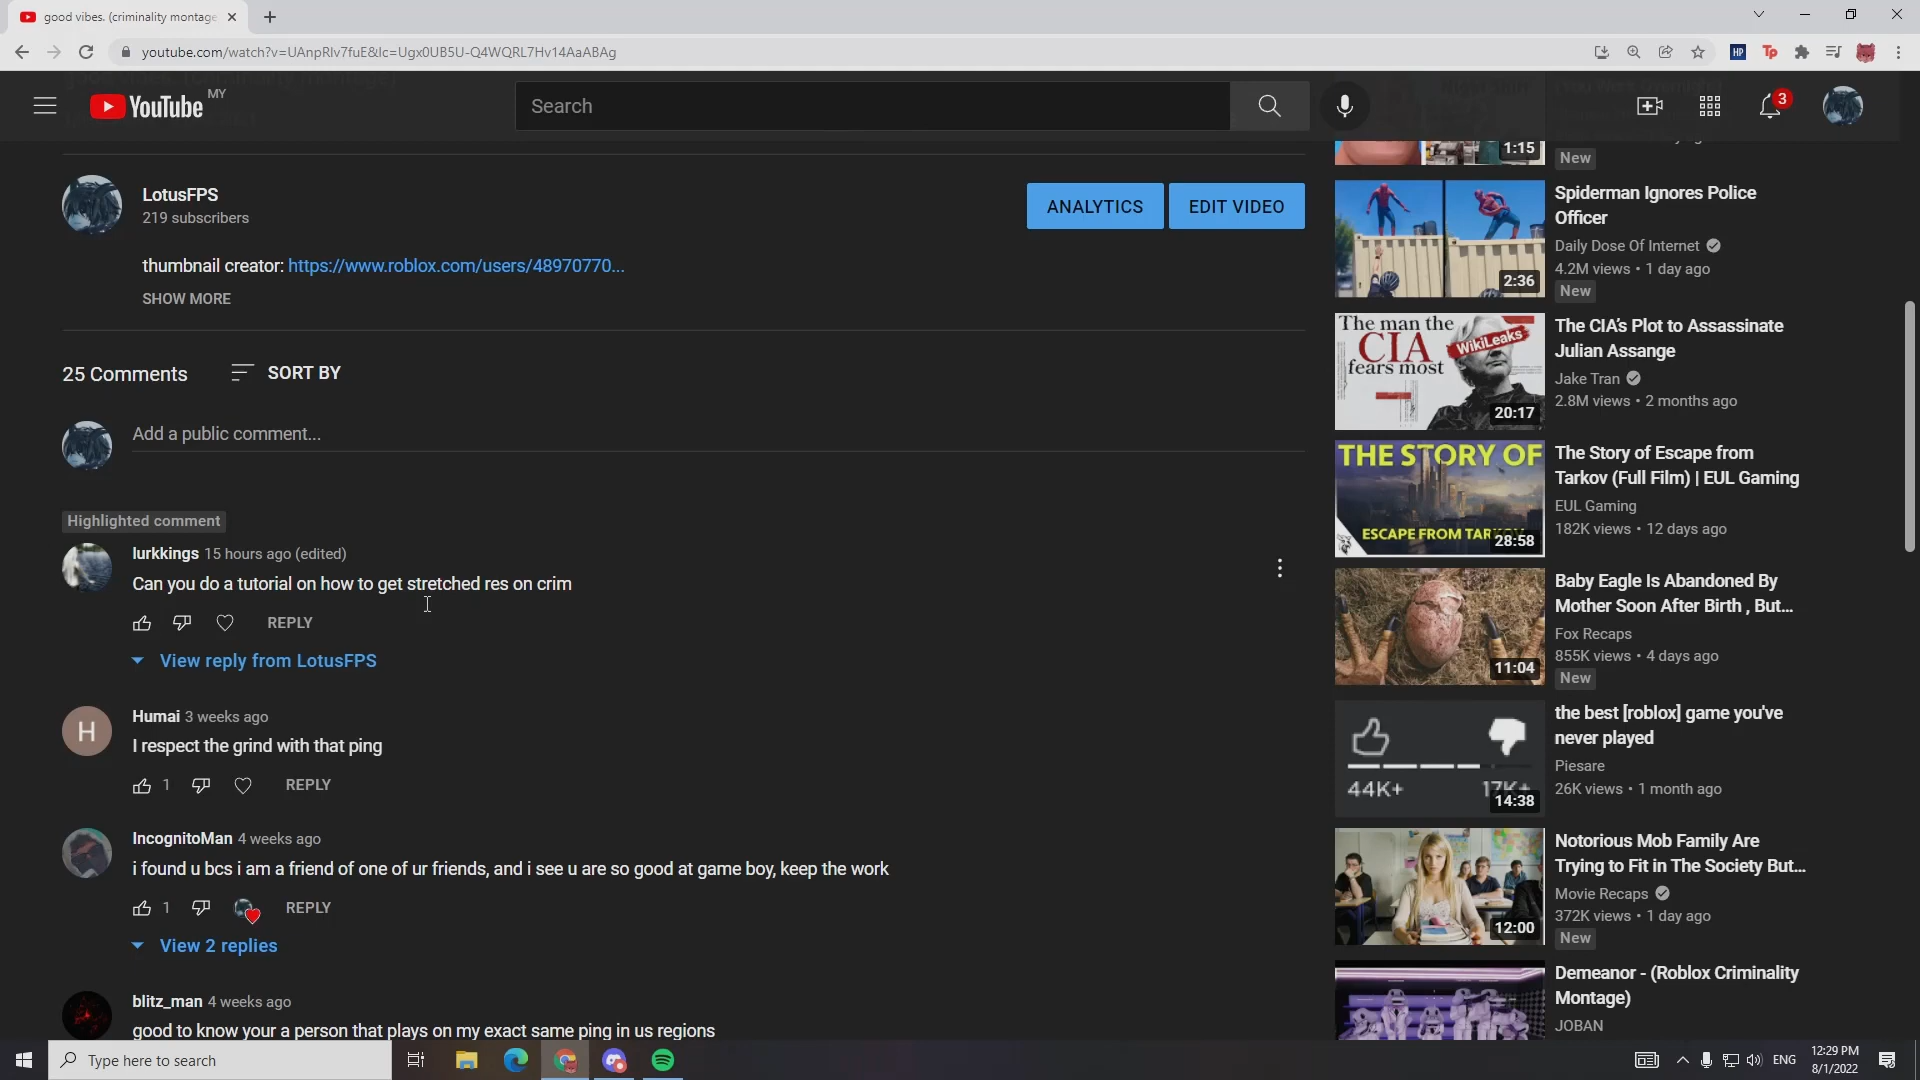 good vibes. (criminality montage
youtube.com/watch?v=UAnpRlv7fuE&lc=Ugx0UB5U-Q4WQRL7Hv14AaABAg
HP
Tp
YouTube MY
Search
3
LotusFPS
219 subscribers
ANALYTICS
EDIT VIDEO
thumbnail creator: https://www.roblox.com/users/48970770...
SHOW MORE
25 Comments
SORT BY
Add a public comment...
Highlighted comment
lurkkings 15 hours ago (edited)
Can you do a tutorial on how to get stretched res on crim
REPLY
View reply from LotusFPS
H
Humai 3 weeks ago
I respect the grind with that ping
1
REPLY
IncognitoMan 4 weeks ago
i found u bcs i am a friend of one of ur friends, and i see u are so good at game boy, keep the work
1
REPLY
View 2 replies
blitz_man 4 weeks ago
good to know your a person that plays on my exact same ping in us regions
1:15
New
2:36
Spiderman Ignores Police
Officer
Daily Dose Of Internet
4.2M views • 1 day ago
New
The man the
CIA
WikiLeaks
fears most
20:17
The CIA's Plot to Assassinate
Julian Assange
Jake Tran
2.8M views • 2 months ago
THE STORY OF
ESCAPE FROM
28:58
The Story of Escape from
Tarkov (Full Film) | EUL Gaming
EUL Gaming
182K views • 12 days ago
11:04
Baby Eagle Is Abandoned By
Mother Soon After Birth , But...
Fox Recaps
855K views • 4 days ago
New
44K+
17K+
14:38
the best [roblox] game you've
never played
Piesare
26K views • 1 month ago
12:00
Notorious Mob Family Are
Trying to Fit in The Society But...
Movie Recaps
372K views • 1 day ago
New
Demeanor - (Roblox Criminality
Montage)
JOBAN
Type here to search
ENG
12:29 PM
8/1/2022